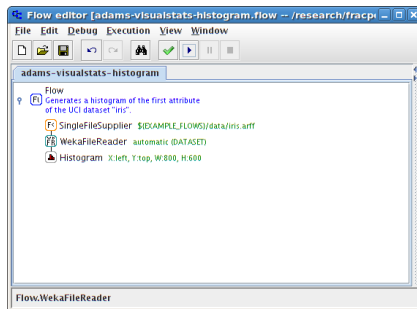 Flow editor [adams-visualstats-histogram.flow -- /research/fracpe
File Edit Debug Execution View Window
adams-visualstats-histogram
Flow
Generates a histogram of the first attribute
of the UCI dataset "iris".
SingleFileSupplier ${EXAMPLE_FLOWS}/data/iris.arff
WekaFileReader automatic (DATASET)
Histogram X:left, Y:top, W:800, H:600
Flow.WekaFileReader